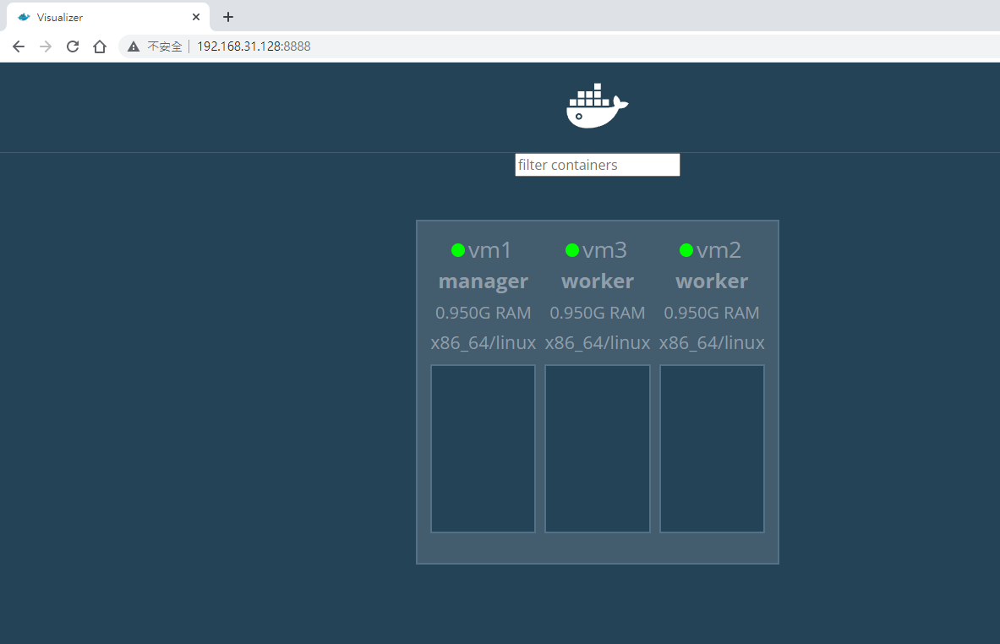 Visualizer
不安全 192.168.31.128:8888
filter containers
vm1 vm3 vm2
manager worker worker
0.950G RAM 0.950G RAM 0.950G RAM
x86_64/linux x86_64/linux x86_64/linux